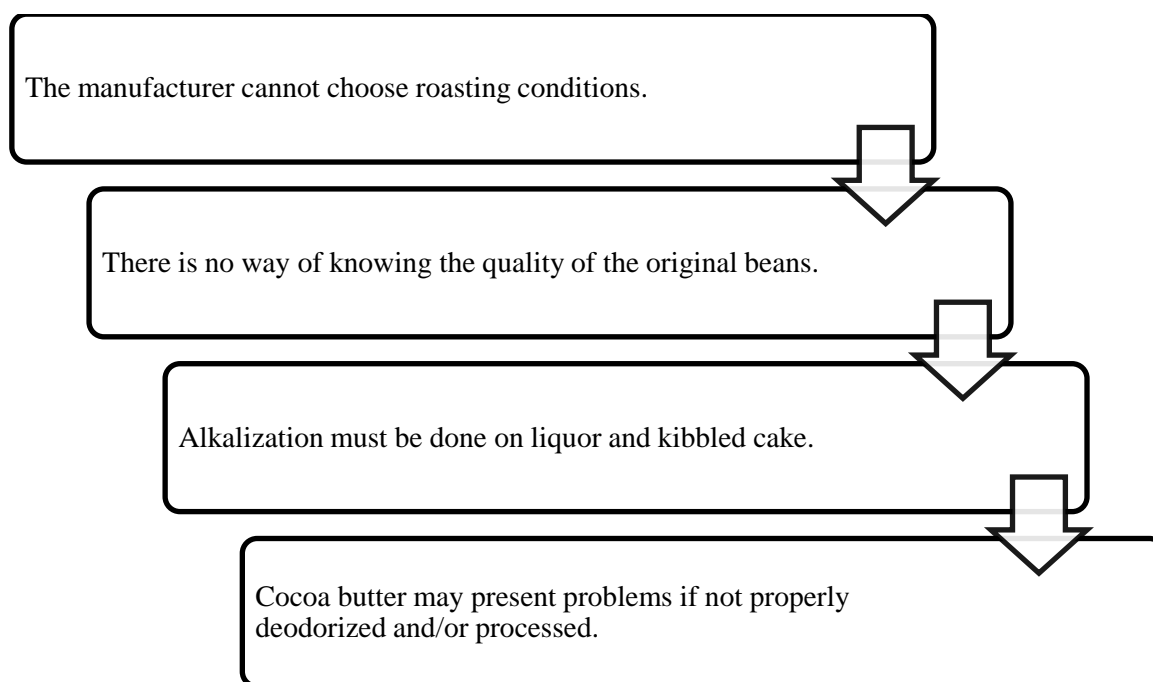 The manufacturer cannot choose roasting conditions.
There is no way of knowing the quality of the original beans.
Alkalization must be done on liquor and kibbled cake.
Cocoa butter may present problems if not properly
deodorized and/or processed.